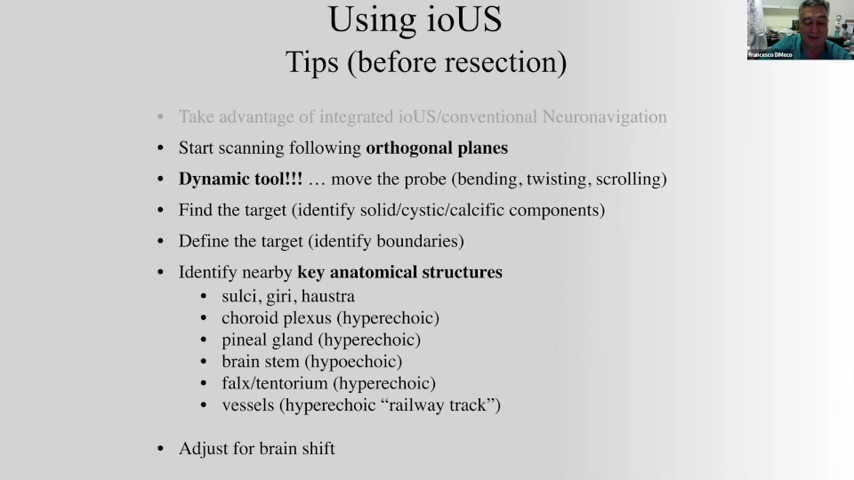 Using ioUS
Tips (before resection)
Francesco DiMeco
• Take advantage of integrated ioUS/conventional Neuronavigation
• Start scanning following orthogonal planes
• Dynamic tool!!! … move the probe (bending, twisting, scrolling)
• Find the target (identify solid/cystic/calcific components)
• Define the target (identify boundaries)
• Identify nearby key anatomical structures
• sulci, giri, haustra
• choroid plexus (hyperechoic)
• pineal gland (hyperechoic)
• brain stem (hypoechoic)
• falx/tentorium (hyperechoic)
• vessels (hyperechoic “railway track”)
• Adjust for brain shift